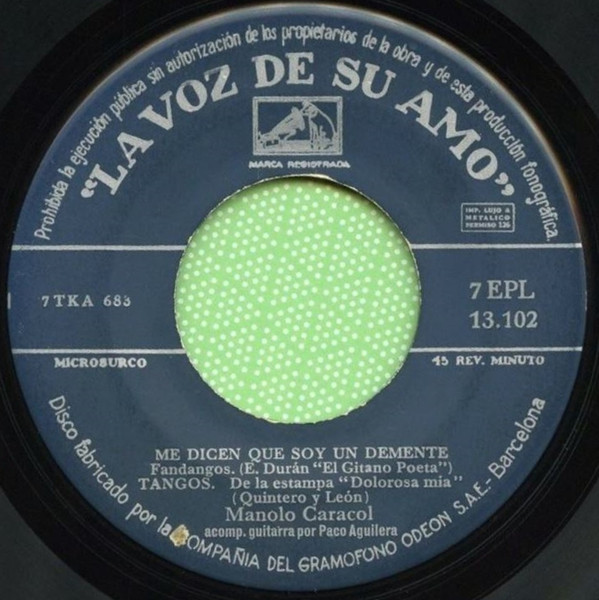 Prohibida la ejecución pública sin autorización de los propietarios de la obra y de esta producción fonográfica.
"LA VOZ DE SU AMO"
MARCA REGISTRADA
IMP. LUJO A
METALICO
PERMISO 126
7 TKA 683
7 EPL
13.102
MICROSURCO
45 REV. MINUTO
ME DICEN QUE SOY UN DEMENTE
Fandangos. (E. Durán "El Gitano Poeta")
TANGOS. De la estampa "Dolorosa mía"
(Quintero y León)
Manolo Caracol
acomp. guitarra por Paco Aguilera
Disco fabricado por la COMPAÑIA DEL GRAMOFONO ODEON S.A.E.- Barcelona